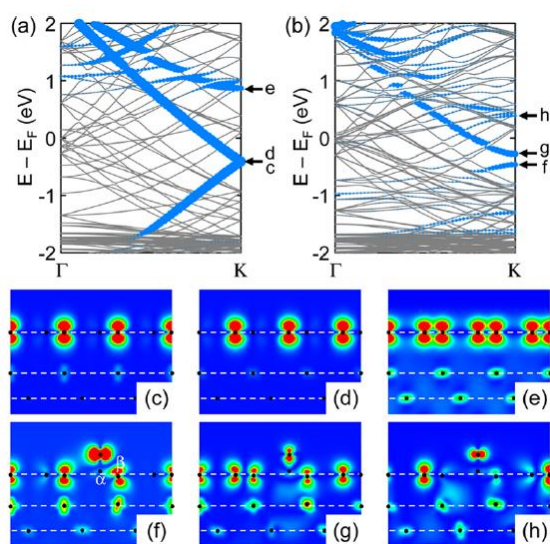 (a) (b)
E − E_F (eV)
2
1
0
-1
-2
Γ K
e
d
c
E − E_F (eV)
2
1
0
-1
-2
Γ K
h
g
f
(c) (d) (e)
α β
(f) (g) (h)